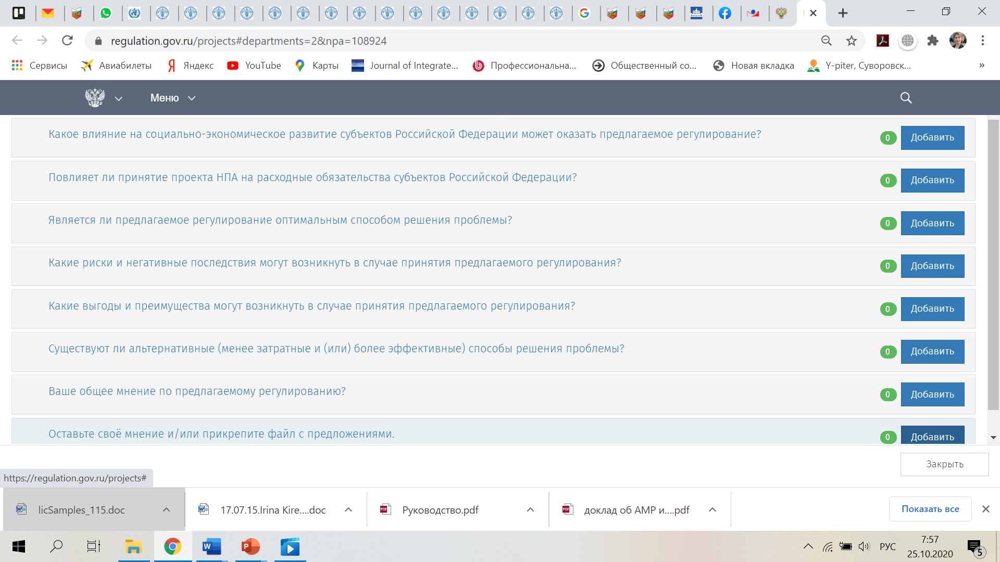 regulation.gov.ru/projects#departments=2&npa=108924
Сервисы Авиабилеты Яндекс YouTube Карты Journal of Integrate... Профессиональна... Общественный со... Новая вкладка Y-piter, Суворовск... »
Меню
Какое влияние на социально-экономическое развитие субъектов Российской Федерации может оказать предлагаемое регулирование? 0 Добавить
Повлияет ли принятие проекта НПА на расходные обязательства субъектов Российской Федерации? 0 Добавить
Является ли предлагаемое регулирование оптимальным способом решения проблемы? 0 Добавить
Какие риски и негативные последствия могут возникнуть в случае принятия предлагаемого регулирования? 0 Добавить
Какие выгоды и преимущества могут возникнуть в случае принятия предлагаемого регулирования? 0 Добавить
Существуют ли альтернативные (менее затратные и (или) более эффективные) способы решения проблемы? 0 Добавить
Ваше общее мнение по предлагаемому регулированию? 0 Добавить
Оставьте своё мнение и/или прикрепите файл с предложениями. 0 Добавить
Закрыть
https://regulation.gov.ru/projects#
licSamples_115.doc 17.07.15.Irina Kire....doc Руководство.pdf доклад об АМР и....pdf Показать все
РУС 7:57
25.10.2020 5